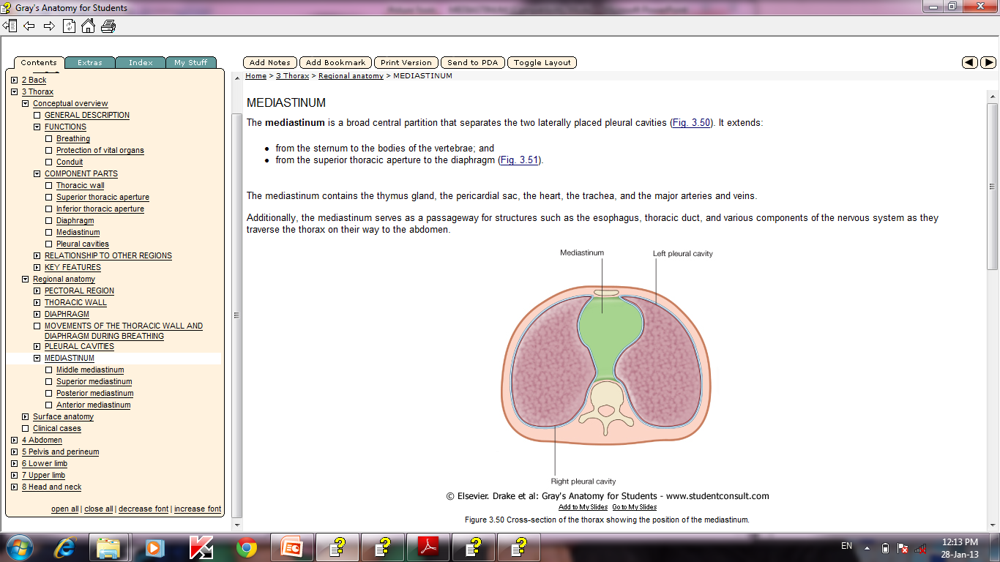 Gray's Anatomy for Students
Contents
Extras
Index
My Stuff
2 Back
3 Thorax
Conceptual overview
GENERAL DESCRIPTION
FUNCTIONS
Breathing
Protection of vital organs
Conduit
COMPONENT PARTS
Thoracic wall
Superior thoracic aperture
Inferior thoracic aperture
Diaphragm
Mediastinum
Pleural cavities
RELATIONSHIP TO OTHER REGIONS
KEY FEATURES
Regional anatomy
PECTORAL REGION
THORACIC WALL
DIAPHRAGM
MOVEMENTS OF THE THORACIC WALL AND
DIAPHRAGM DURING BREATHING
PLEURAL CAVITIES
MEDIASTINUM
Middle mediastinum
Superior mediastinum
Posterior mediastinum
Anterior mediastinum
Surface anatomy
Clinical cases
4 Abdomen
5 Pelvis and perineum
6 Lower limb
7 Upper limb
8 Head and neck
open all | close all | decrease font | increase font
Add Notes
Add Bookmark
Print Version
Send to PDA
Toggle Layout
Home > 3 Thorax > Regional anatomy > MEDIASTINUM
MEDIASTINUM
The mediastinum is a broad central partition that separates the two laterally placed pleural cavities (Fig. 3.50). It extends:
• from the sternum to the bodies of the vertebrae; and
• from the superior thoracic aperture to the diaphragm (Fig. 3.51).
The mediastinum contains the thymus gland, the pericardial sac, the heart, the trachea, and the major arteries and veins.
Additionally, the mediastinum serves as a passageway for structures such as the esophagus, thoracic duct, and various components of the nervous system as they
traverse the thorax on their way to the abdomen.
Mediastinum
Left pleural cavity
Right pleural cavity
© Elsevier. Drake et al: Gray's Anatomy for Students - www.studentconsult.com
Add to My Slides Go to My Slides
Figure 3.50 Cross-section of the thorax showing the position of the mediastinum.
EN
12:13 PM
28-Jan-13